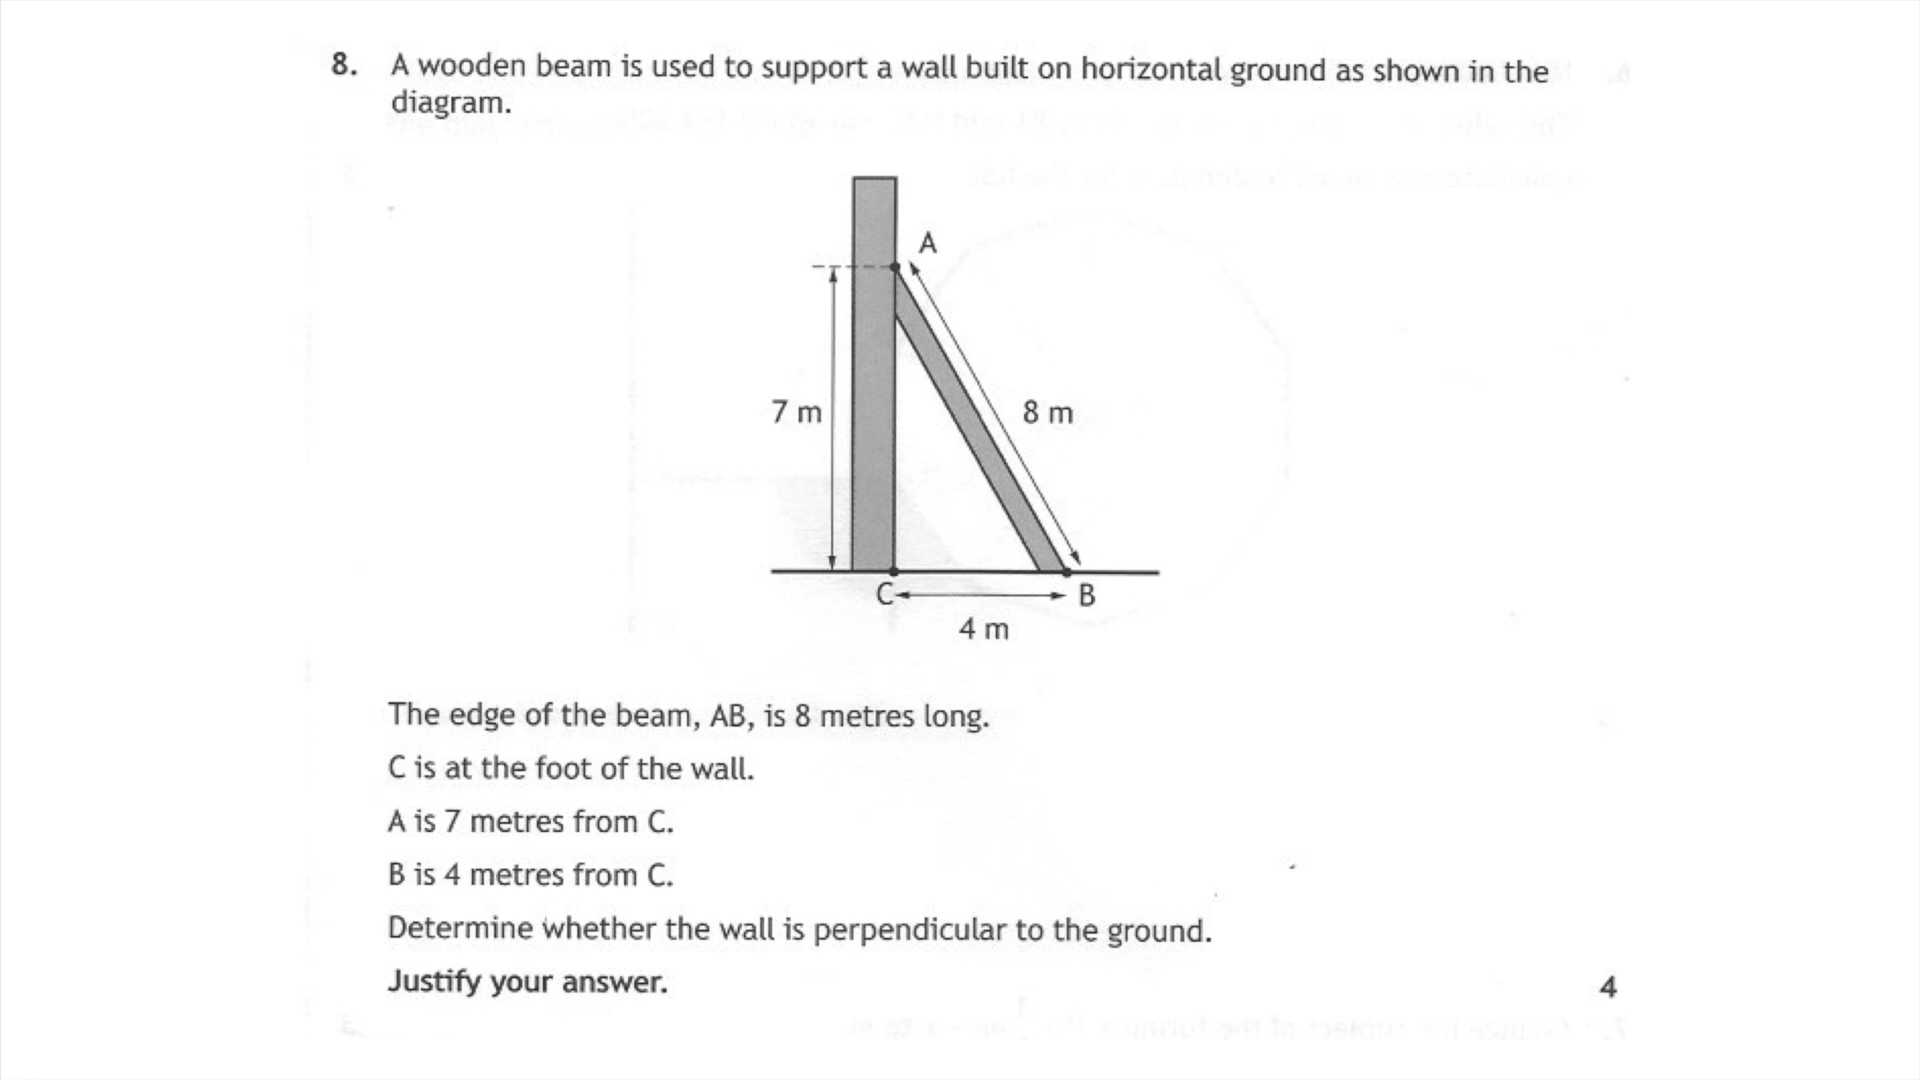 8. A wooden beam is used to support a wall built on horizontal ground as shown in the
diagram.
A
7 m
8 m
C
B
4 m
The edge of the beam, AB, is 8 metres long.
C is at the foot of the wall.
A is 7 metres from C.
B is 4 metres from C.
Determine whether the wall is perpendicular to the ground.
Justify your answer.
4